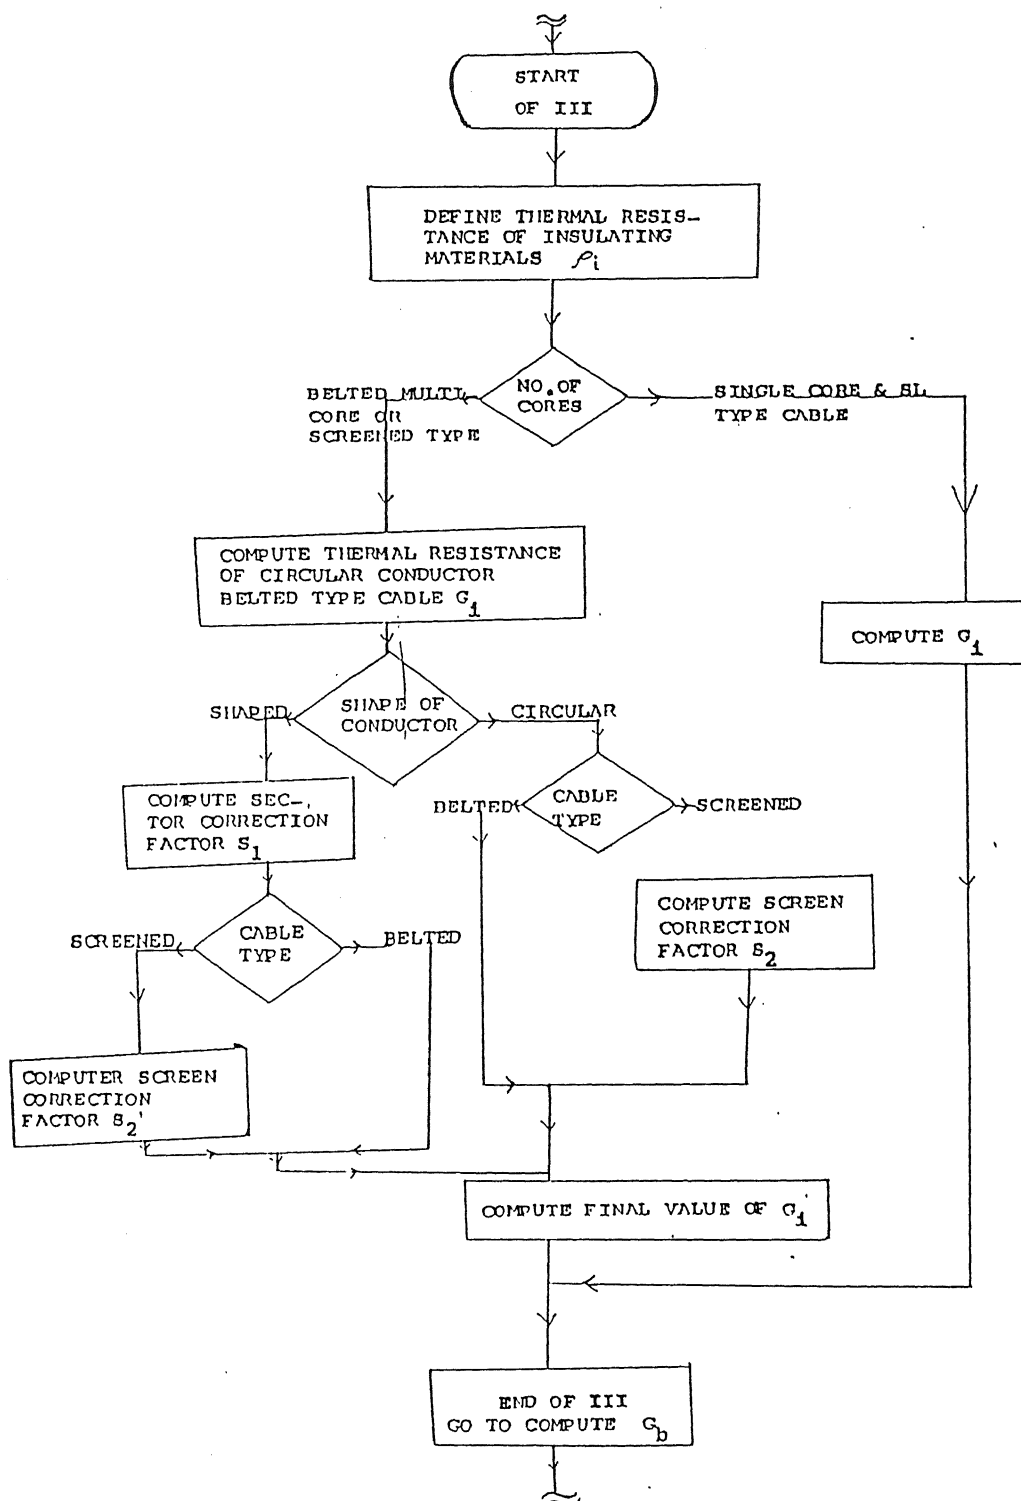 START
OF III
DEFINE THERMAL RESIS-
TANCE OF INSULATING
MATERIALS ρi
NO. OF
CORES
BELTED MULTI
CORE OR
SCREENED TYPE
SINGLE CORE & SL
TYPE CABLE
COMPUTE THERMAL RESISTANCE
OF CIRCULAR CONDUCTOR
BELTED TYPE CABLE G1
COMPUTE G1
SHAPE OF
CONDUCTOR
SHAPED
CIRCULAR
COMPUTE SEC-
TOR CORRECTION
FACTOR S1
BELTED
CABLE
TYPE
SCREENED
COMPUTE SCREEN
CORRECTION
FACTOR S2
SCREENED
CABLE
TYPE
BELTED
COMPUTER SCREEN
CORRECTION
FACTOR S2'
COMPUTE FINAL VALUE OF G1'
END OF III
GO TO COMPUTE Gb